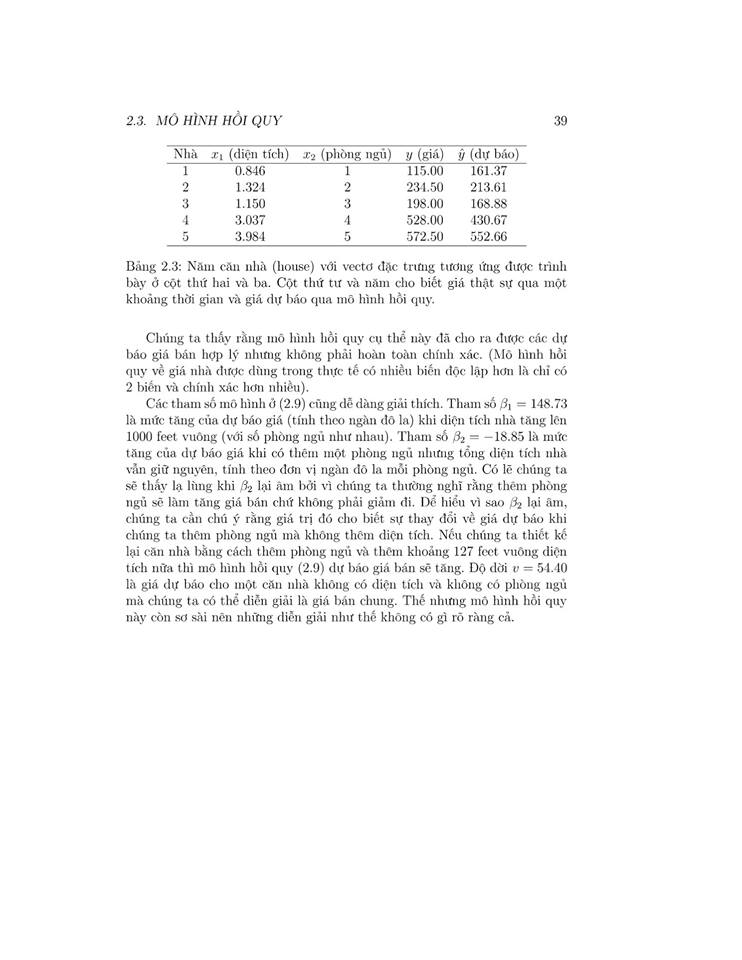 2.3. MÔ HÌNH HỒI QUY 39
Nhà x₁ (diện tích) x₂ (phòng ngủ) y (giá) ŷ (dự báo)
1 0.846 1 115.00 161.37
2 1.324 2 234.50 213.61
3 1.150 3 198.00 168.88
4 3.037 4 528.00 430.67
5 3.984 5 572.50 552.66
Bảng 2.3: Năm căn nhà (house) với vectơ đặc trưng tương ứng được trình
bày ở cột thứ hai và ba. Cột thứ tư và năm cho biết giá thật sự qua một
khoảng thời gian và giá dự báo qua mô hình hồi quy.
Chúng ta thấy rằng mô hình hồi quy cụ thể này đã cho ra được các dự
báo giá bán hợp lý nhưng không phải hoàn toàn chính xác. (Mô hình hồi
quy về giá nhà được dùng trong thực tế có nhiều biến độc lập hơn là chỉ có
2 biến và chính xác hơn nhiều).
Các tham số mô hình ở (2.9) cũng dễ dàng giải thích. Tham số β₁ = 148.73
là mức tăng của dự báo giá (tính theo ngàn đô la) khi diện tích nhà tăng lên
1000 feet vuông (với số phòng ngủ như nhau). Tham số β₂ = −18.85 là mức
tăng của dự báo giá khi có thêm một phòng ngủ nhưng tổng diện tích nhà
vẫn giữ nguyên, tính theo đơn vị ngàn đô la mỗi phòng ngủ. Có lẽ chúng ta
sẽ thấy lạ lùng khi β₂ lại âm bởi vì chúng ta thường nghĩ rằng thêm phòng
ngủ sẽ làm tăng giá bán chứ không phải giảm đi. Để hiểu vì sao β₂ lại âm,
chúng ta cần chú ý rằng giá trị đó cho biết sự thay đổi về giá dự báo khi
chúng ta thêm phòng ngủ mà không thêm diện tích. Nếu chúng ta thiết kế
lại căn nhà bằng cách thêm phòng ngủ và thêm khoảng 127 feet vuông diện
tích nữa thì mô hình hồi quy (2.9) dự báo giá bán sẽ tăng. Độ dời v = 54.40
là giá dự báo cho một căn nhà không có diện tích và không có phòng ngủ
mà chúng ta có thể diễn giải là giá bán chung. Thế nhưng mô hình hồi quy
này còn sơ sài nên những diễn giải như thế không có gì rõ ràng cả.